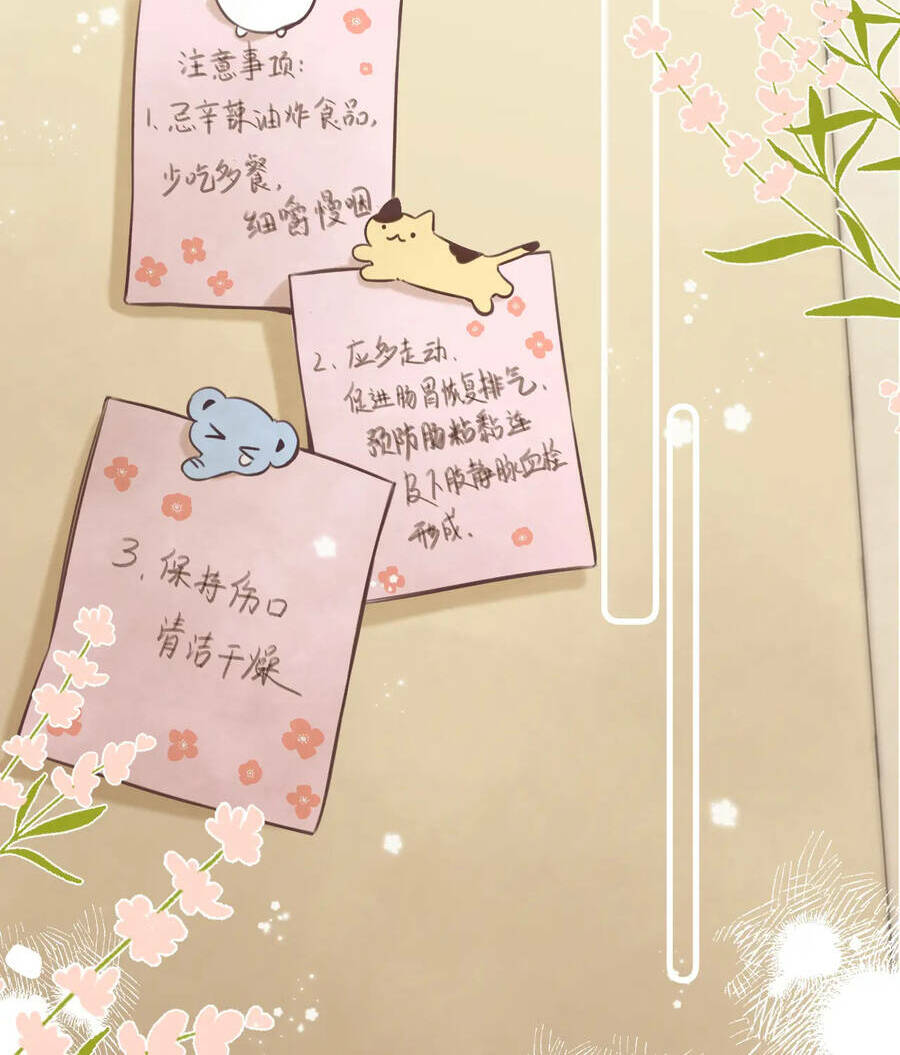 注意事项:
1、忌辛辣油炸食品,
少吃多餐,
细嚼慢咽
2、应多走动、
促进肠胃恢复排气、
预防肠粘黏连
及下肢静脉血栓
形成.
3、保持伤口
清洁干燥